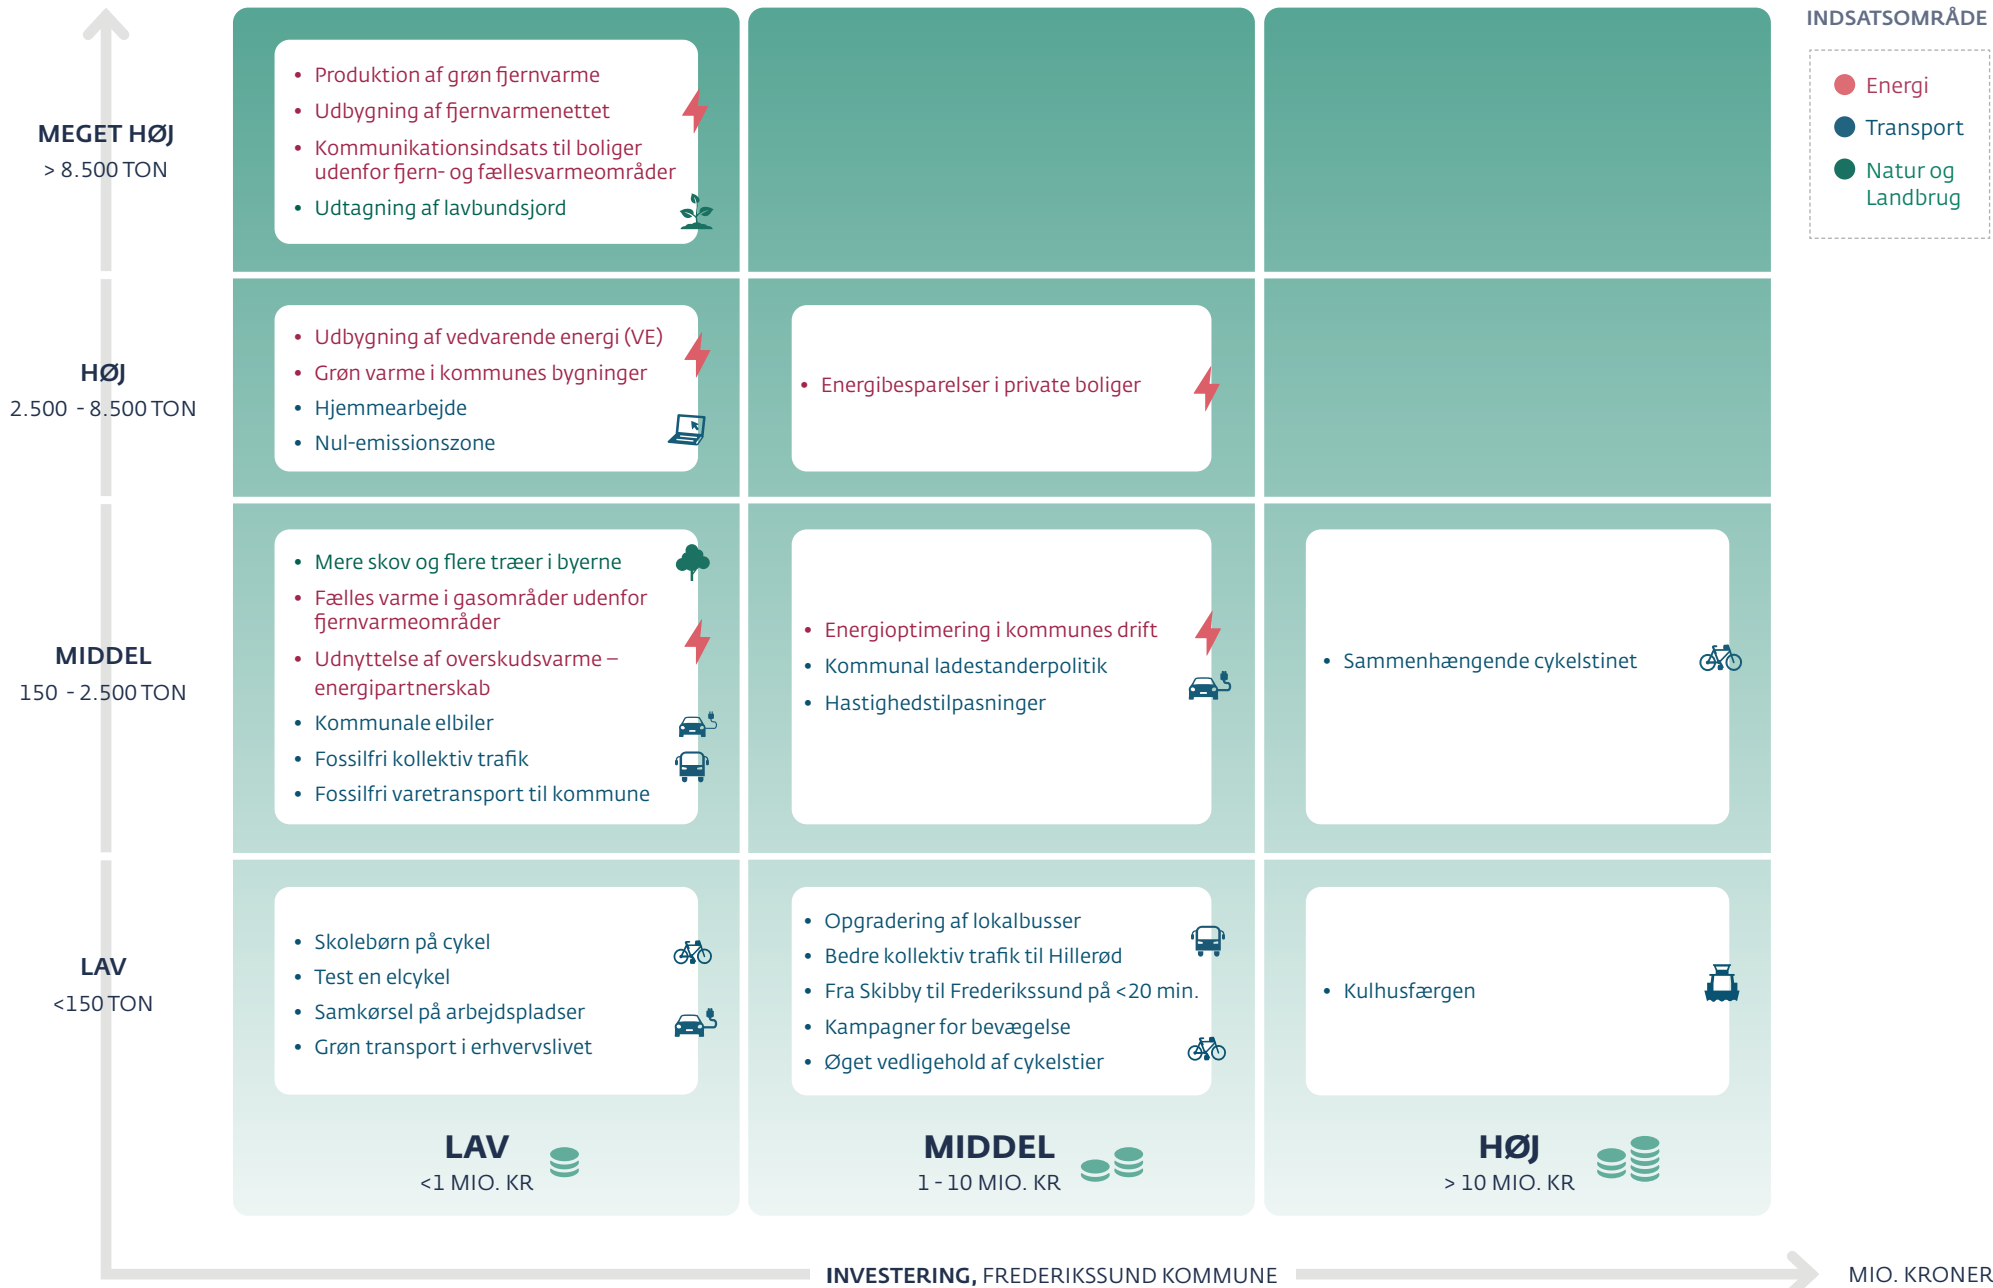 INDSATSOMRÅDE
Energi
Transport
Natur og
Landbrug
MEGET HØJ
> 8.500 TON
• Produktion af grøn fjernvarme
• Udbygning af fjernvarmenettet
• Kommunikationsindsats til boliger
udenfor fjern- og fællesvarmeområder
• Udtagning af lavbundsjord
HØJ
2.500 - 8.500 TON
• Udbygning af vedvarende energi (VE)
• Grøn varme i kommunes bygninger
• Hjemmearbejde
• Nul-emissionszone
• Energibesparelser i private boliger
MIDDEL
150 - 2.500 TON
• Mere skov og flere træer i byerne
• Fælles varme i gasområder udenfor
fjernvarmeområder
• Udnyttelse af overskudsvarme –
energipartnerskab
• Kommunale elbiler
• Fossilfri kollektiv trafik
• Fossilfri varetransport til kommune
• Energioptimering i kommunes drift
• Kommunal ladestanderpolitik
• Hastighedstilpasninger
• Sammenhængende cykelstinet
LAV
<150 TON
• Skolebørn på cykel
• Test en elcykel
• Samkørsel på arbejdspladser
• Grøn transport i erhvervslivet
• Opgradering af lokalbusser
• Bedre kollektiv trafik til Hillerød
• Fra Skibby til Frederikssund på <20 min.
• Kampagner for bevægelse
• Øget vedligehold af cykelstier
• Kulhusfærgen
LAV
<1 MIO. KR
MIDDEL
1 - 10 MIO. KR
HØJ
> 10 MIO. KR
INVESTERING, FREDERIKSSUND KOMMUNE
MIO. KRONER